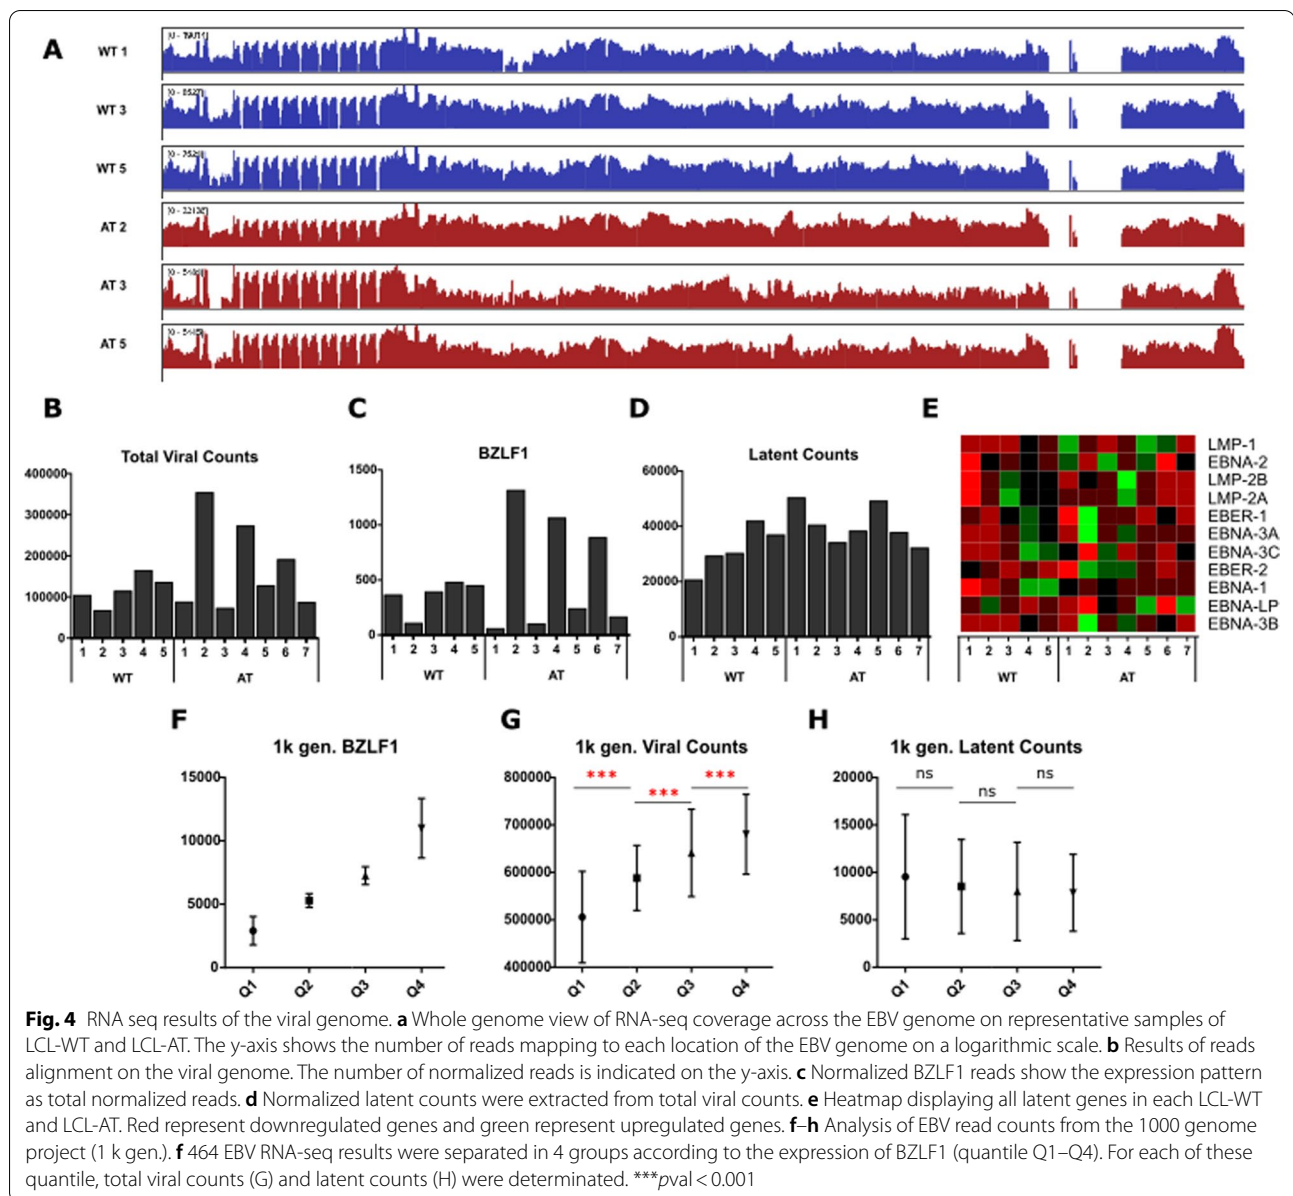 A
WT 1
WT 3
WT 5
AT 2
AT 3
AT 5
B
Total Viral Counts
400000
300000
200000
100000
0
1 2 3 4 5 1 2 3 4 5 6 7
WT AT
C
BZLF1
1500
1000
500
0
1 2 3 4 5 1 2 3 4 5 6 7
WT AT
D
Latent Counts
60000
40000
20000
0
1 2 3 4 5 1 2 3 4 5 6 7
WT AT
E
LMP-1
EBNA-2
LMP-2B
LMP-2A
EBER-1
EBNA-3A
EBNA-3C
EBER-2
EBNA-1
EBNA-LP
EBNA-3B
1 2 3 4 5 1 2 3 4 5 6 7
WT AT
F
1k gen. BZLF1
15000
10000
5000
0
Q1 Q2 Q3 Q4
G
1k gen. Viral Counts
*** *** ***
800000
700000
600000
500000
400000
Q1 Q2 Q3 Q4
H
1k gen. Latent Counts
ns ns ns
20000
15000
10000
5000
0
Q1 Q2 Q3 Q4
Fig. 4 RNA seq results of the viral genome. a Whole genome view of RNA-seq coverage across the EBV genome on representative samples of
LCL-WT and LCL-AT. The y-axis shows the number of reads mapping to each location of the EBV genome on a logarithmic scale. b Results of reads
alignment on the viral genome. The number of normalized reads is indicated on the y-axis. c Normalized BZLF1 reads show the expression pattern
as total normalized reads. d Normalized latent counts were extracted from total viral counts. e Heatmap displaying all latent genes in each LCL-WT
and LCL-AT. Red represent downregulated genes and green represent upregulated genes. f–h Analysis of EBV read counts from the 1000 genome
project (1 k gen.). f 464 EBV RNA-seq results were separated in 4 groups according to the expression of BZLF1 (quantile Q1–Q4). For each of these
quantile, total viral counts (G) and latent counts (H) were determinated. ***pval < 0.001